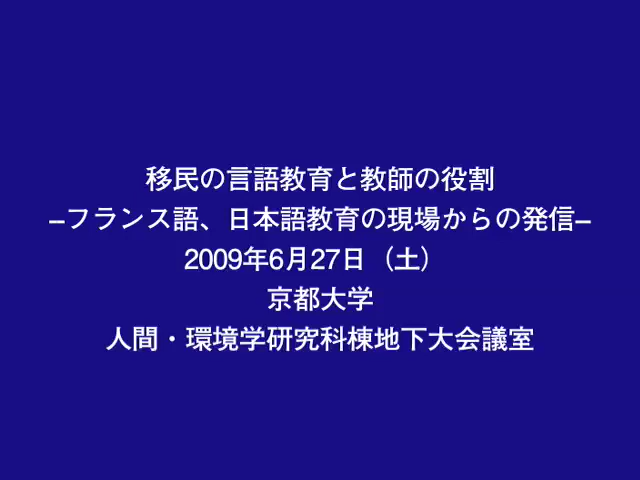 移民の言語教育と教師の役割
–フランス語、日本語教育の現場からの発信–
2009年6月27日（土）
京都大学
人間・環境学研究科棟地下大会議室